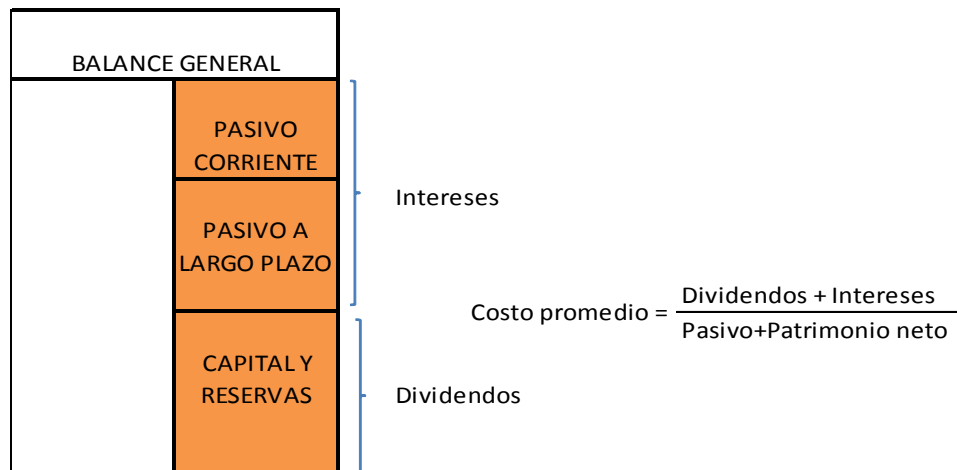 BALANCE GENERAL
PASIVO
CORRIENTE
Intereses
PASIVO A
LARGO PLAZO
Costo promedio = Dividendos + Intereses
Pasivo+Patrimonio neto
CAPITAL Y
RESERVAS
Dividendos